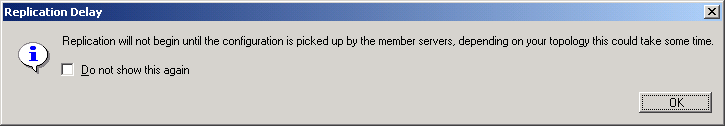 Replication Delay
Replication will not begin until the configuration is picked up by the member servers, depending on your topology this could take some time.
Do not show this again
OK